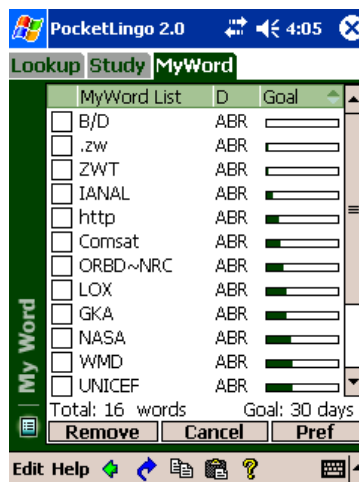 PocketLingo 2.0 4:05
Lookup Study MyWord
MyWord List D Goal
B/D ABR
.zw ABR
ZWT ABR
IANAL ABR
http ABR
Comsat ABR
ORBD~NRC ABR
LOX ABR
GKA ABR
NASA ABR
WMD ABR
UNICEF ABR
My Word
Total: 16 words Goal: 30 days
Remove Cancel Pref
Edit Help